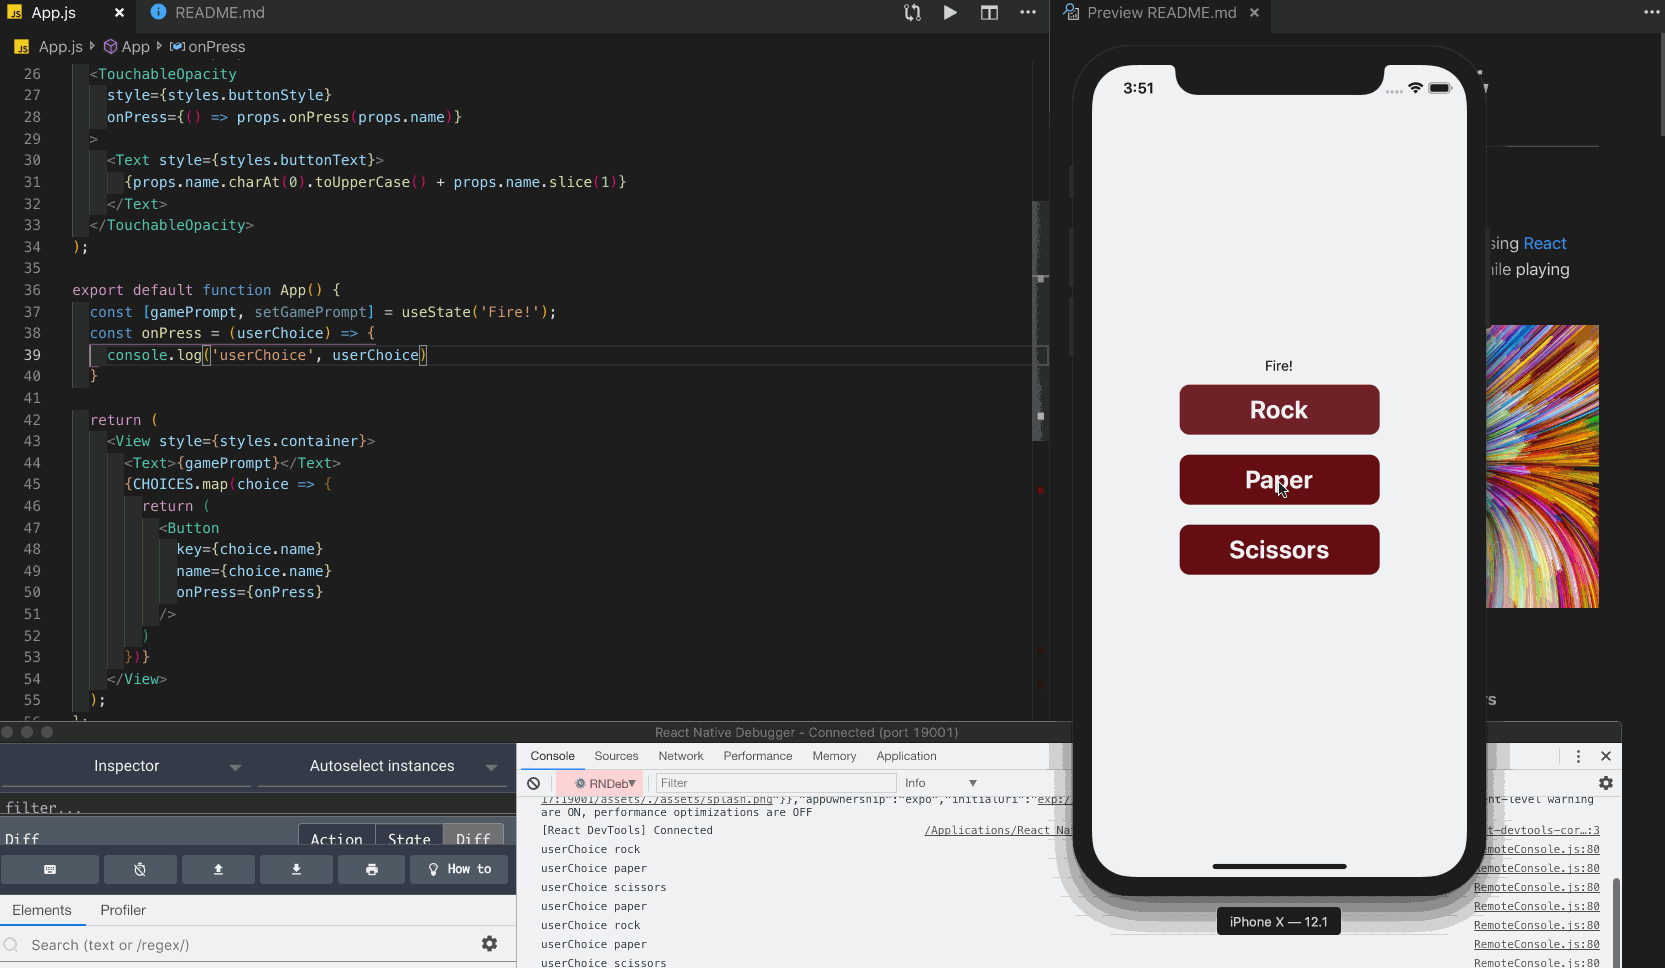 App.js
README.md
App.js App onPress
26 <TouchableOpacity
27 style={styles.buttonStyle}
28 onPress={() => props.onPress(props.name)}
29 >
30 <Text style={styles.buttonText}>
31 {props.name.charAt(0).toUpperCase() + props.name.slice(1)}
32 </Text>
33 </TouchableOpacity>
34 );
35
36 export default function App() {
37 const [gamePrompt, setGamePrompt] = useState('Fire!');
38 const onPress = (userChoice) => {
39 console.log('userChoice', userChoice)
40 }
41
42 return (
43 <View style={styles.container}>
44 <Text>{gamePrompt}</Text>
45 {CHOICES.map(choice => {
46 return (
47 <Button
48 key={choice.name}
49 name={choice.name}
50 onPress={onPress}
51 />
52 )
53 })}
54 </View>
55 );
Preview README.md
3:51
Fire!
Rock
Paper
Scissors
sing React
playing
iPhone X — 12.1
React Native Debugger - Connected (port 19001)
Inspector
Autoselect instances
filter...
Diff
Action State Diff
How to
Elements Profiler
Search (text or /regex/)
Console Sources Network Performance Memory Application
RNDeb
Filter
Info
17:19001/assets/./assets/splash.png"}},"appOwnership":"expo","initialUri":"exp:/ nt-level warning
are ON, performance optimizations are OFF
[React DevTools] Connected /Applications/React Na t-devtools-cor…:3
userChoice rock emoteConsole.js:80
userChoice paper emoteConsole.js:80
userChoice scissors RemoteConsole.js:80
userChoice paper RemoteConsole.js:80
userChoice rock RemoteConsole.js:80
userChoice paper RemoteConsole.js:80
userChoice scissors RemoteConsole.js:80